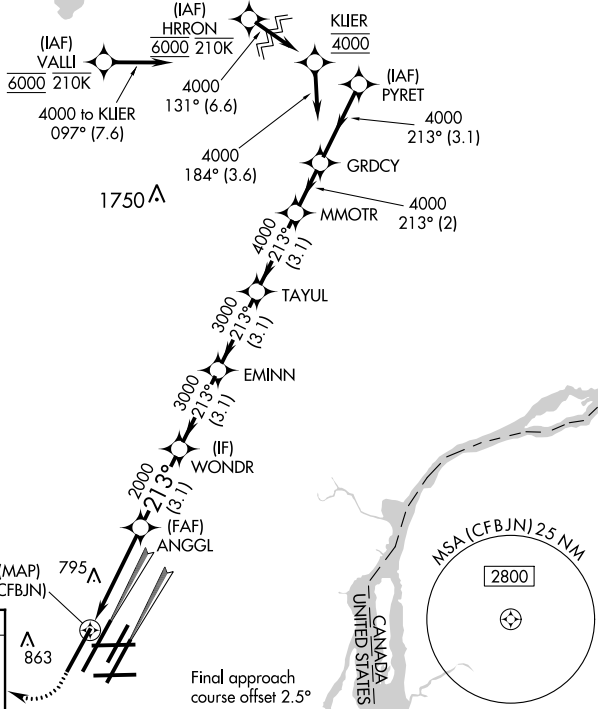 (IAF)
HRRON
6000 210K
KLIER
4000
(IAF)
VALLI
6000 210K
(IAF)
PYRET
4000 to KLIER
097° (7.6)
4000
131° (6.6)
4000
213° (3.1)
4000
184° (3.6)
GRDCY
4000
213° (2)
1750
MMOTR
4000
213°
(3.1)
TAYUL
3000
213°
(3.1)
EMINN
3000
213°
(3.1)
(IF)
WONDR
2000
213°
(3.1)
(FAF)
ANGGL
(MAP)
CFBJN)
795
863
Final approach
course offset 2.5°
CANADA
UNITED STATES
MSA (CFBJN) 25 NM
2800